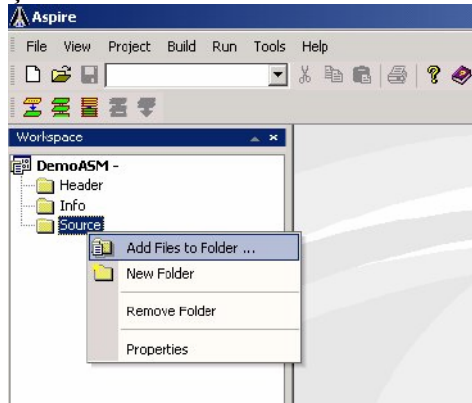 Aspire
File View Project Build Run Tools Help
Workspace
DemoASM -
Header
Info
Source
Add Files to Folder ...
New Folder
Remove Folder
Properties